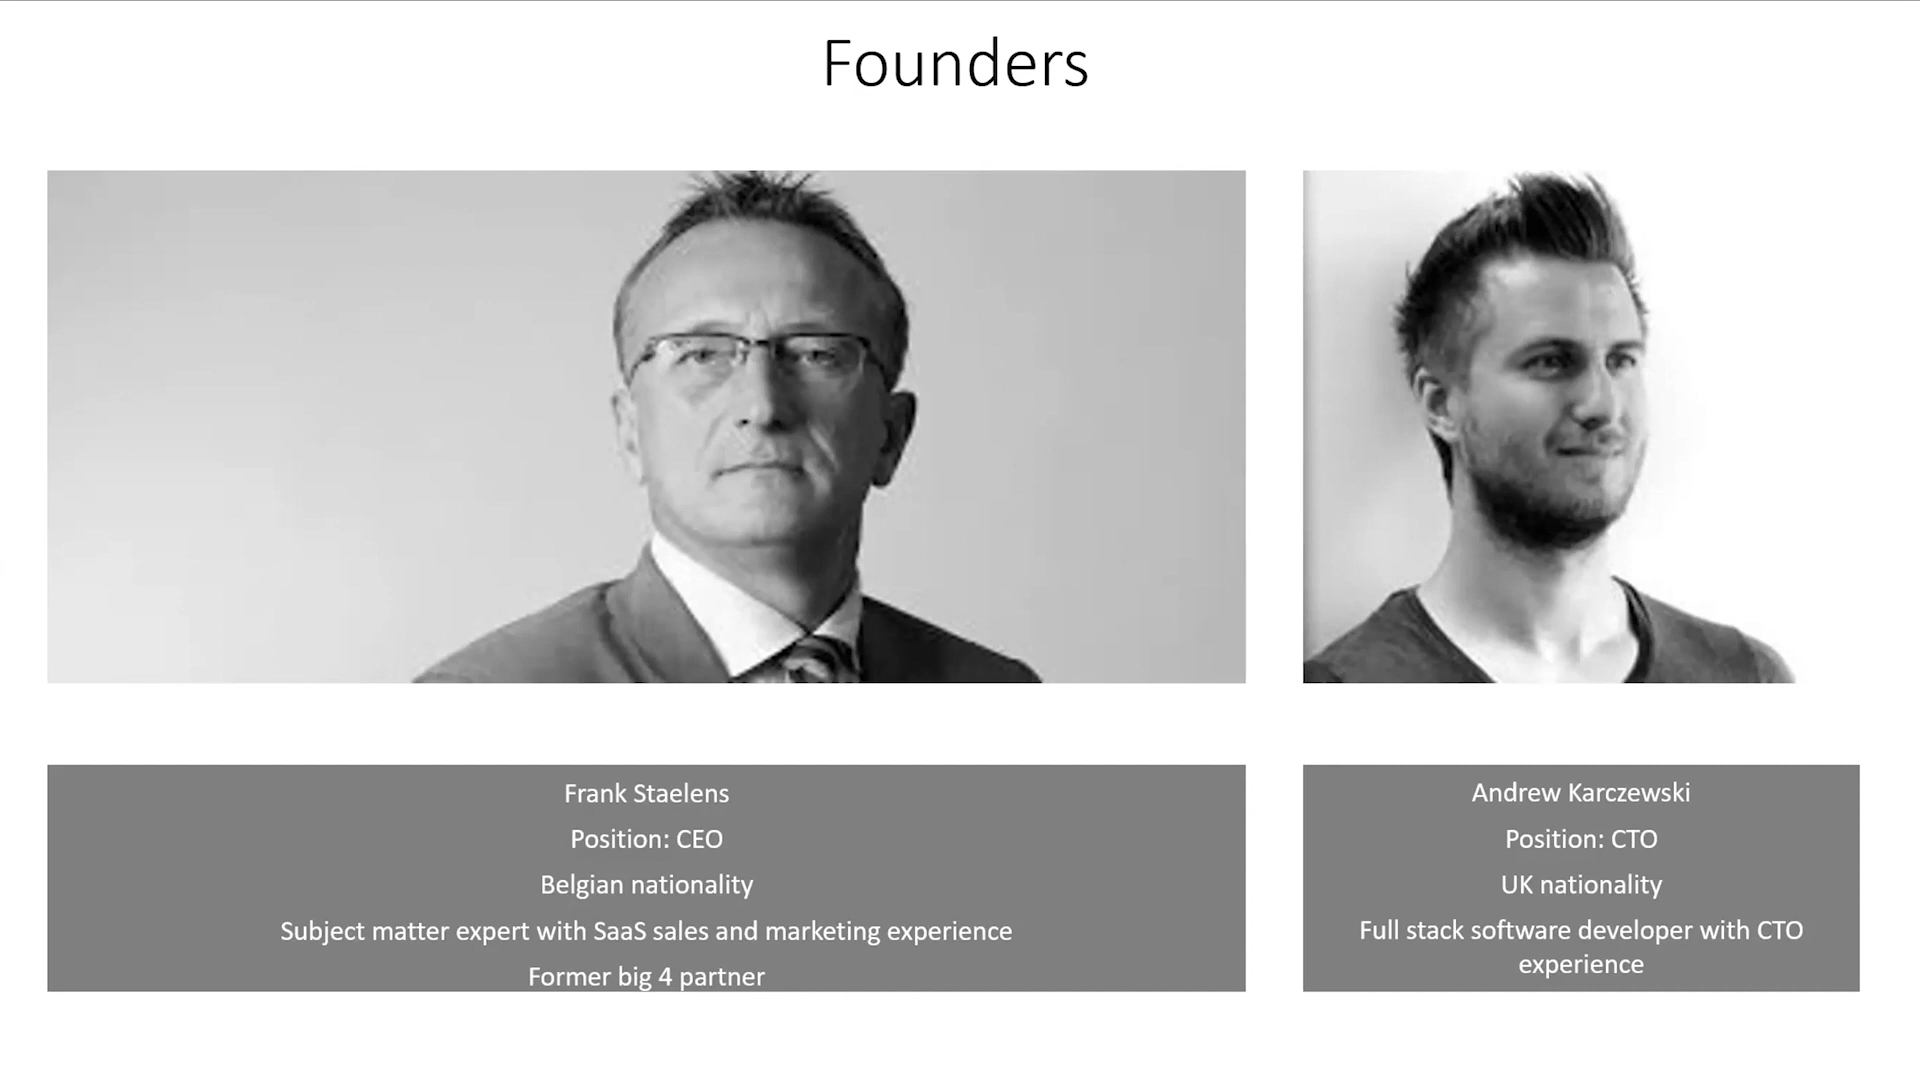 Founders
Frank Staelens
Position: CEO
Belgian nationality
Subject matter expert with SaaS sales and marketing experience
Former big 4 partner
Andrew Karczewski
Position: CTO
UK nationality
Full stack software developer with CTO
experience